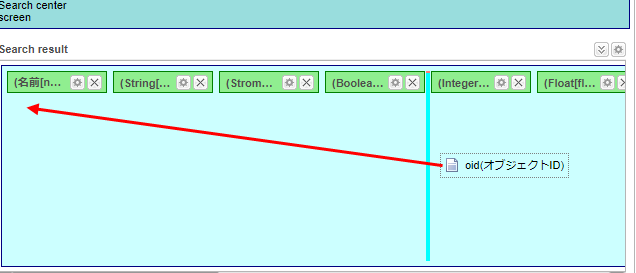 Search center
screen
Search result
(名前[n...
(String[...
(Strom...
(Boolea...
(Integer...
(Float[fl...
oid(オブジェクトID)